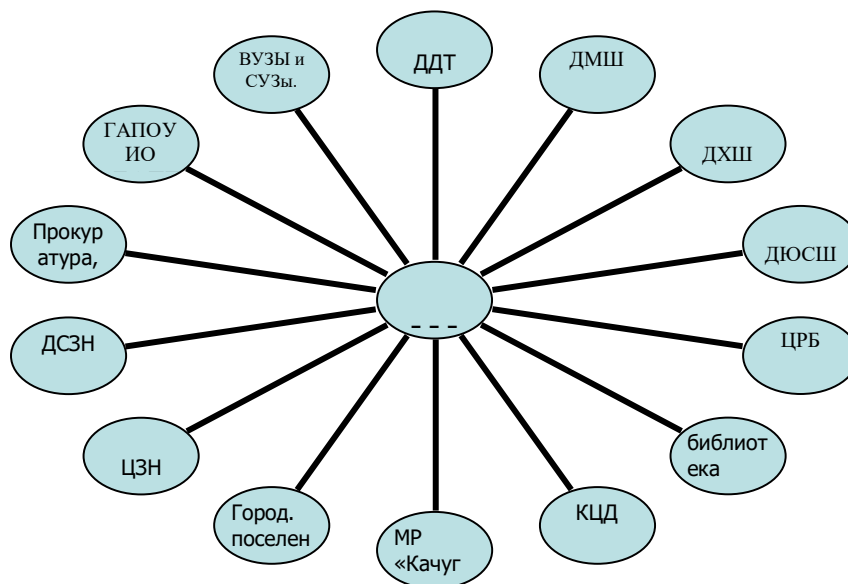 ДДТ
ДМШ
ДХШ
ДЮСШ
ЦРБ
библиот
ека
КЦД
МР
«Качуг
Город.
поселен
ЦЗН
ДСЗН
Прокур
атура,
ГАПОУ
ИО
ВУЗЫ и
СУЗы.
- - -